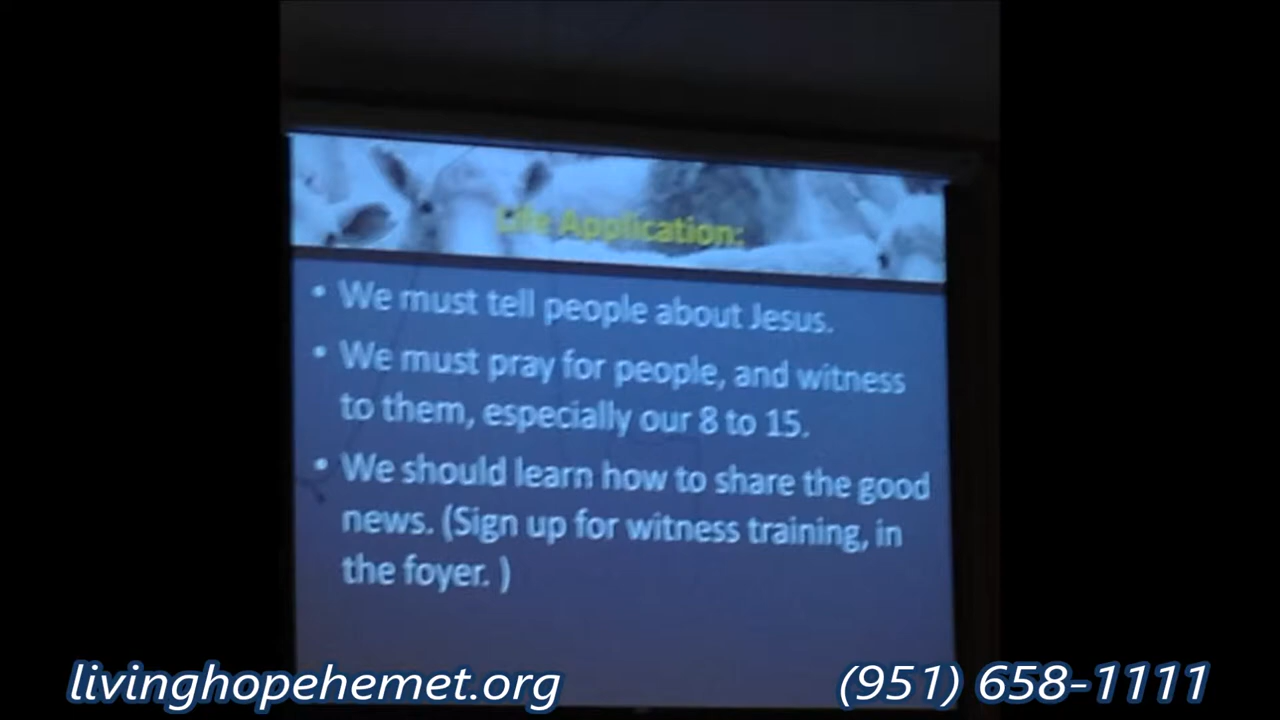 Life Application:
• We must tell people about Jesus.
• We must pray for people, and witness
to them, especially our 8 to 15.
• We should learn how to share the good
news. (Sign up for witness training, in
the foyer. )
livinghopehemet.org
(951) 658-1111